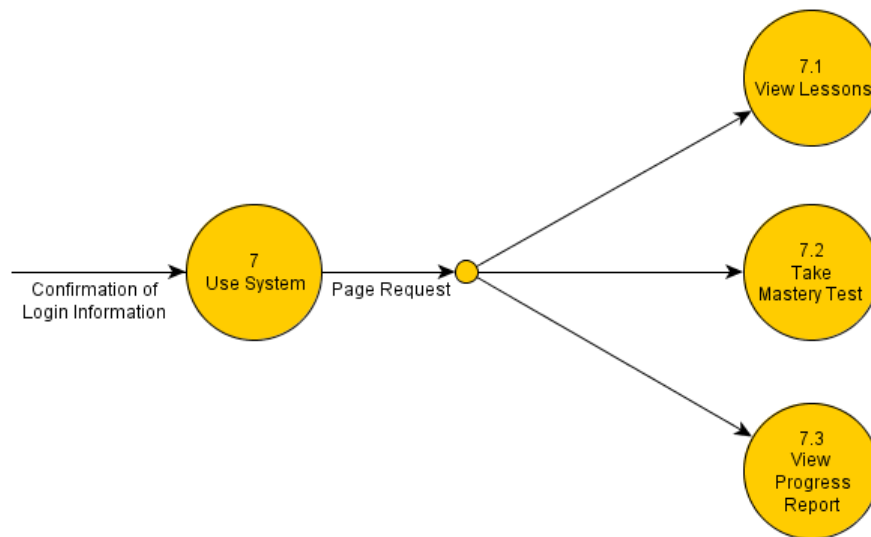 7.1
View Lessons
7
Use System
Confirmation of
Login Information
Page Request
7.2
Take
Mastery Test
7.3
View
Progress
Report